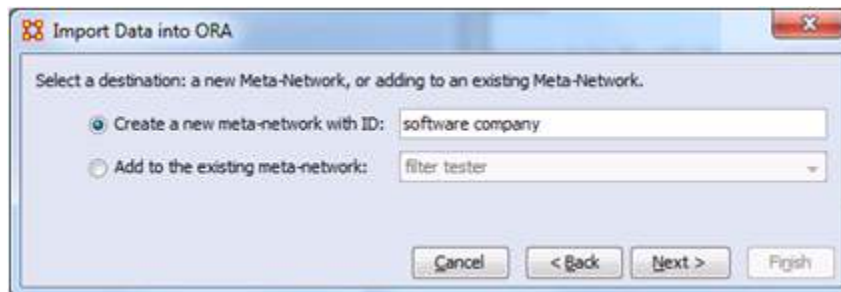 Import Data into ORA
Select a destination: a new Meta-Network, or adding to an existing Meta-Network.
Create a new meta-network with ID: software company
Add to the existing meta-network: filter tester
Cancel < Back Next > Finish